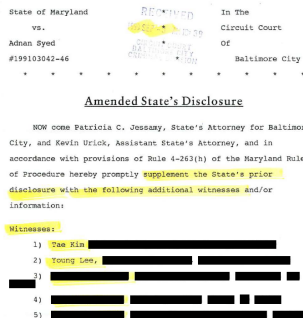 State of Maryland
vs.
Adnan Syed
#199103042-46
RECEIVED
In The
Circuit Court
Of
Baltimore City
* * * * * * * * * *
Amended State's Disclosure
NOW come Patricia C. Jessamy, State's Attorney for Baltimor
City, and Kevin Urick, Assistant State's Attorney, and in
accordance with provisions of Rule 4-263(h) of the Maryland Rule
of Procedure hereby promptly supplement the State's prior
disclosure with the following additional witnesses and/or
information:
Witnesses:
1) Tae Kim
2) Young Lee,
3)
4)
5)